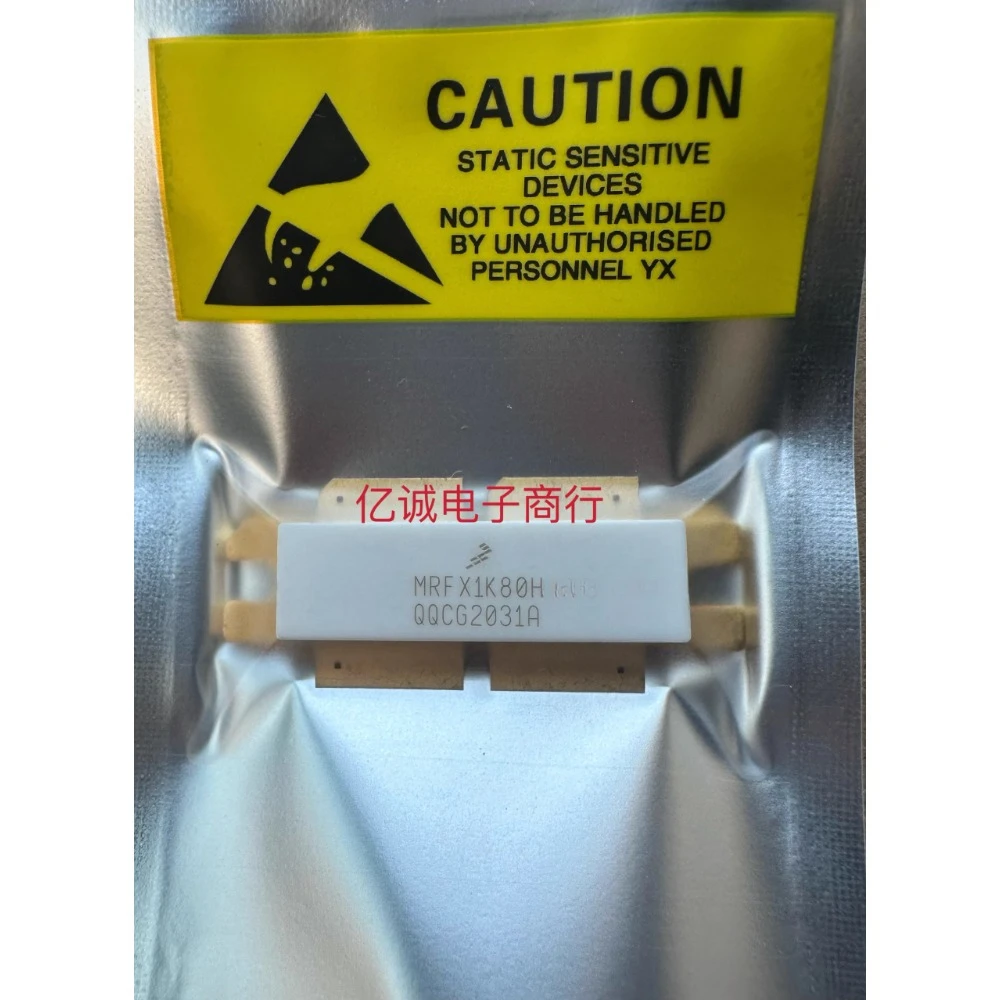 CAUTION
STATIC SENSITIVE
DEVICES
NOT TO BE HANDLED
BY UNAUTHORISED
PERSONNEL YX
亿诚电子商行
MRFX1K80H
QQCG2031A